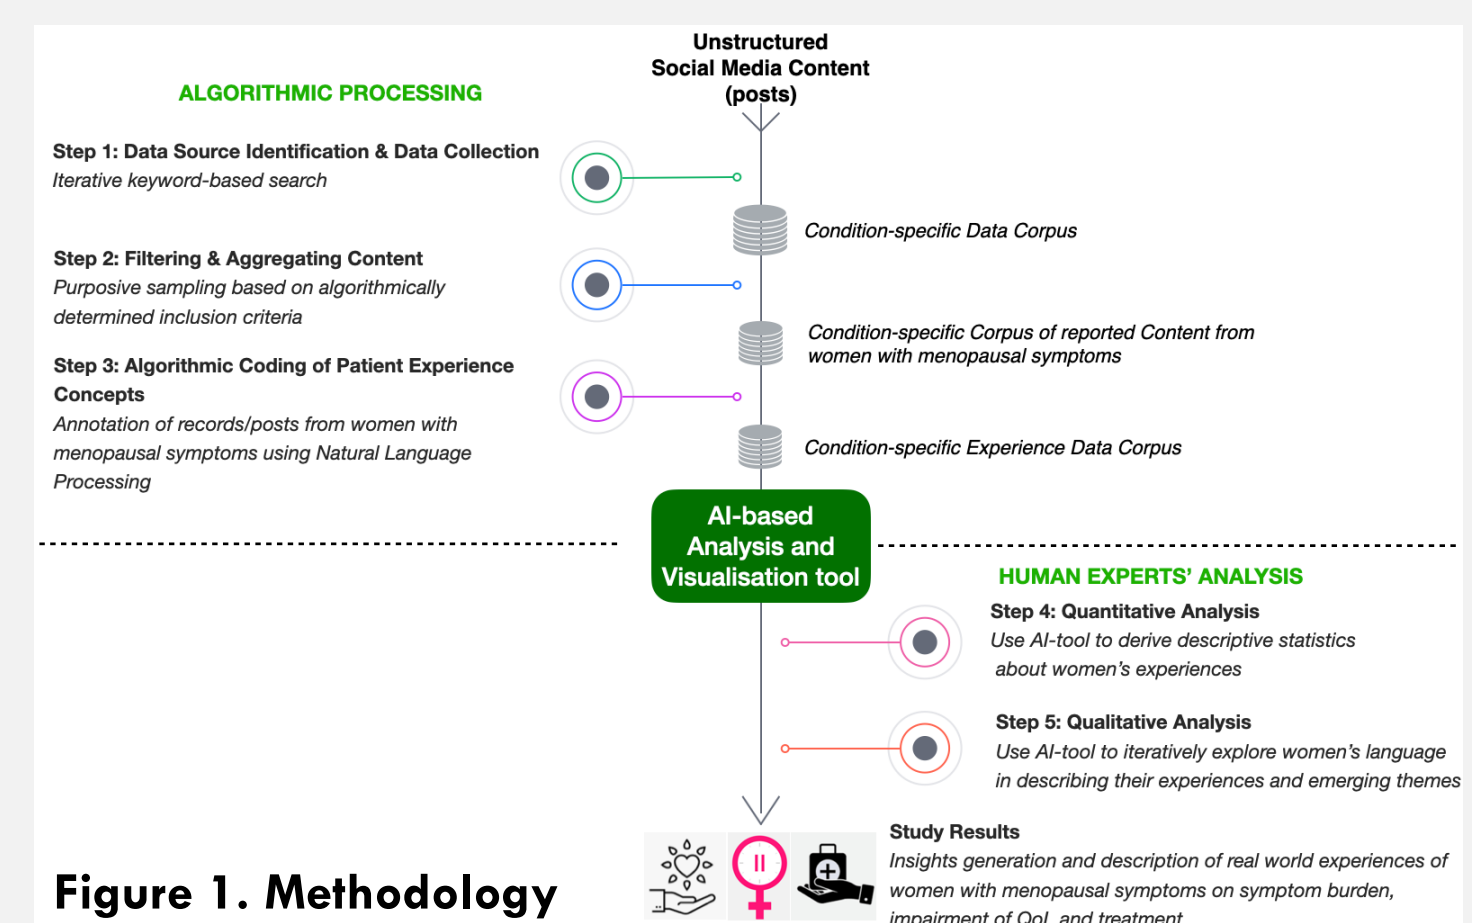 Unstructured
Social Media Content
(posts)
ALGORITHMIC PROCESSING
Step 1: Data Source Identification & Data Collection
Iterative keyword-based search
Condition-specific Data Corpus
Step 2: Filtering & Aggregating Content
Purposive sampling based on algorithmically
determined inclusion criteria
Condition-specific Corpus of reported Content from
women with menopausal symptoms
Step 3: Algorithmic Coding of Patient Experience
Concepts
Annotation of records/posts from women with
menopausal symptoms using Natural Language
Processing
Condition-specific Experience Data Corpus
AI-based
Analysis and
Visualisation tool
HUMAN EXPERTS’ ANALYSIS
Step 4: Quantitative Analysis
Use AI-tool to derive descriptive statistics
about women’s experiences
Step 5: Qualitative Analysis
Use AI-tool to iteratively explore women’s language
in describing their experiences and emerging themes
Study Results
Insights generation and description of real world experiences of
women with menopausal symptoms on symptom burden,
impairment of QoL and treatment
Figure 1. Methodology